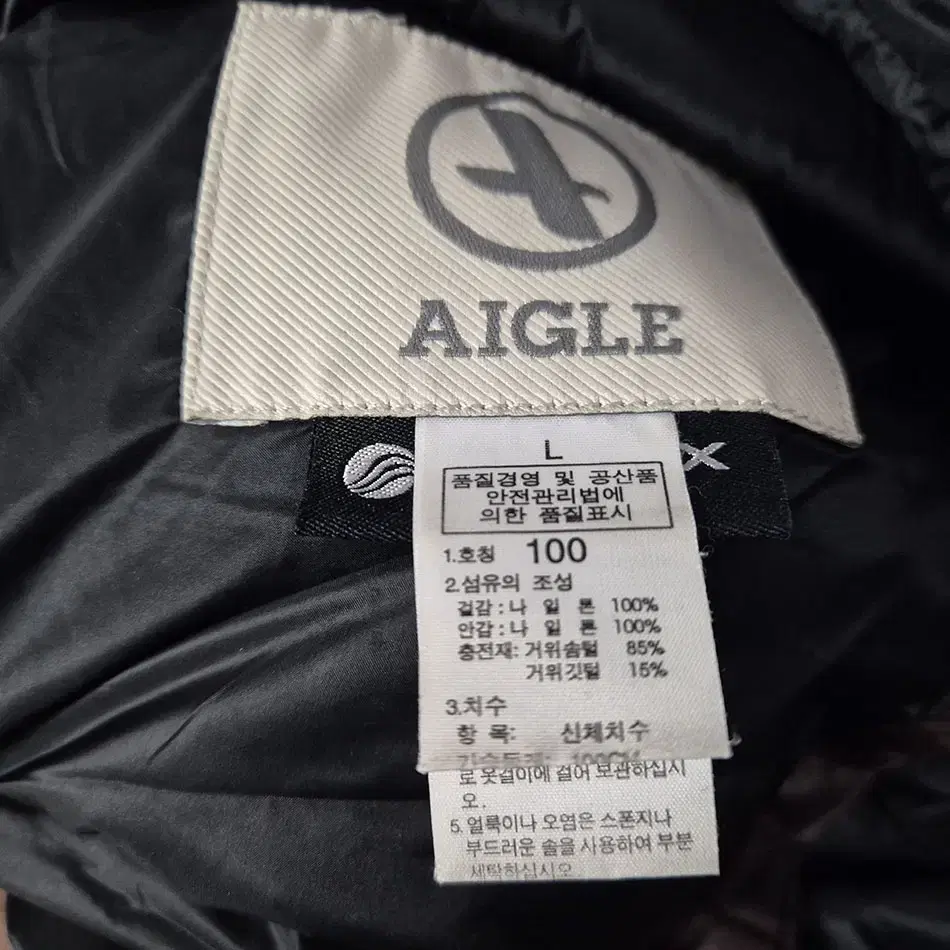 AIGLE
X
L
품질경영 및 공산품
안전관리법에
의한 품질표시
1.호칭 100
2.섬유의 조성
겉감 : 나 일 론 100%
안감 : 나 일 론 100%
충전재: 거위솜털 85%
거위깃털 15%
3.치수
항 목: 신체치수
가슴둘레: 100CM
로 옷걸이에 걸어 보관하십시
오.
5. 얼룩이나 오염은 스폰지나
부드러운 솔을 사용하여 부분
세탁하십시오.